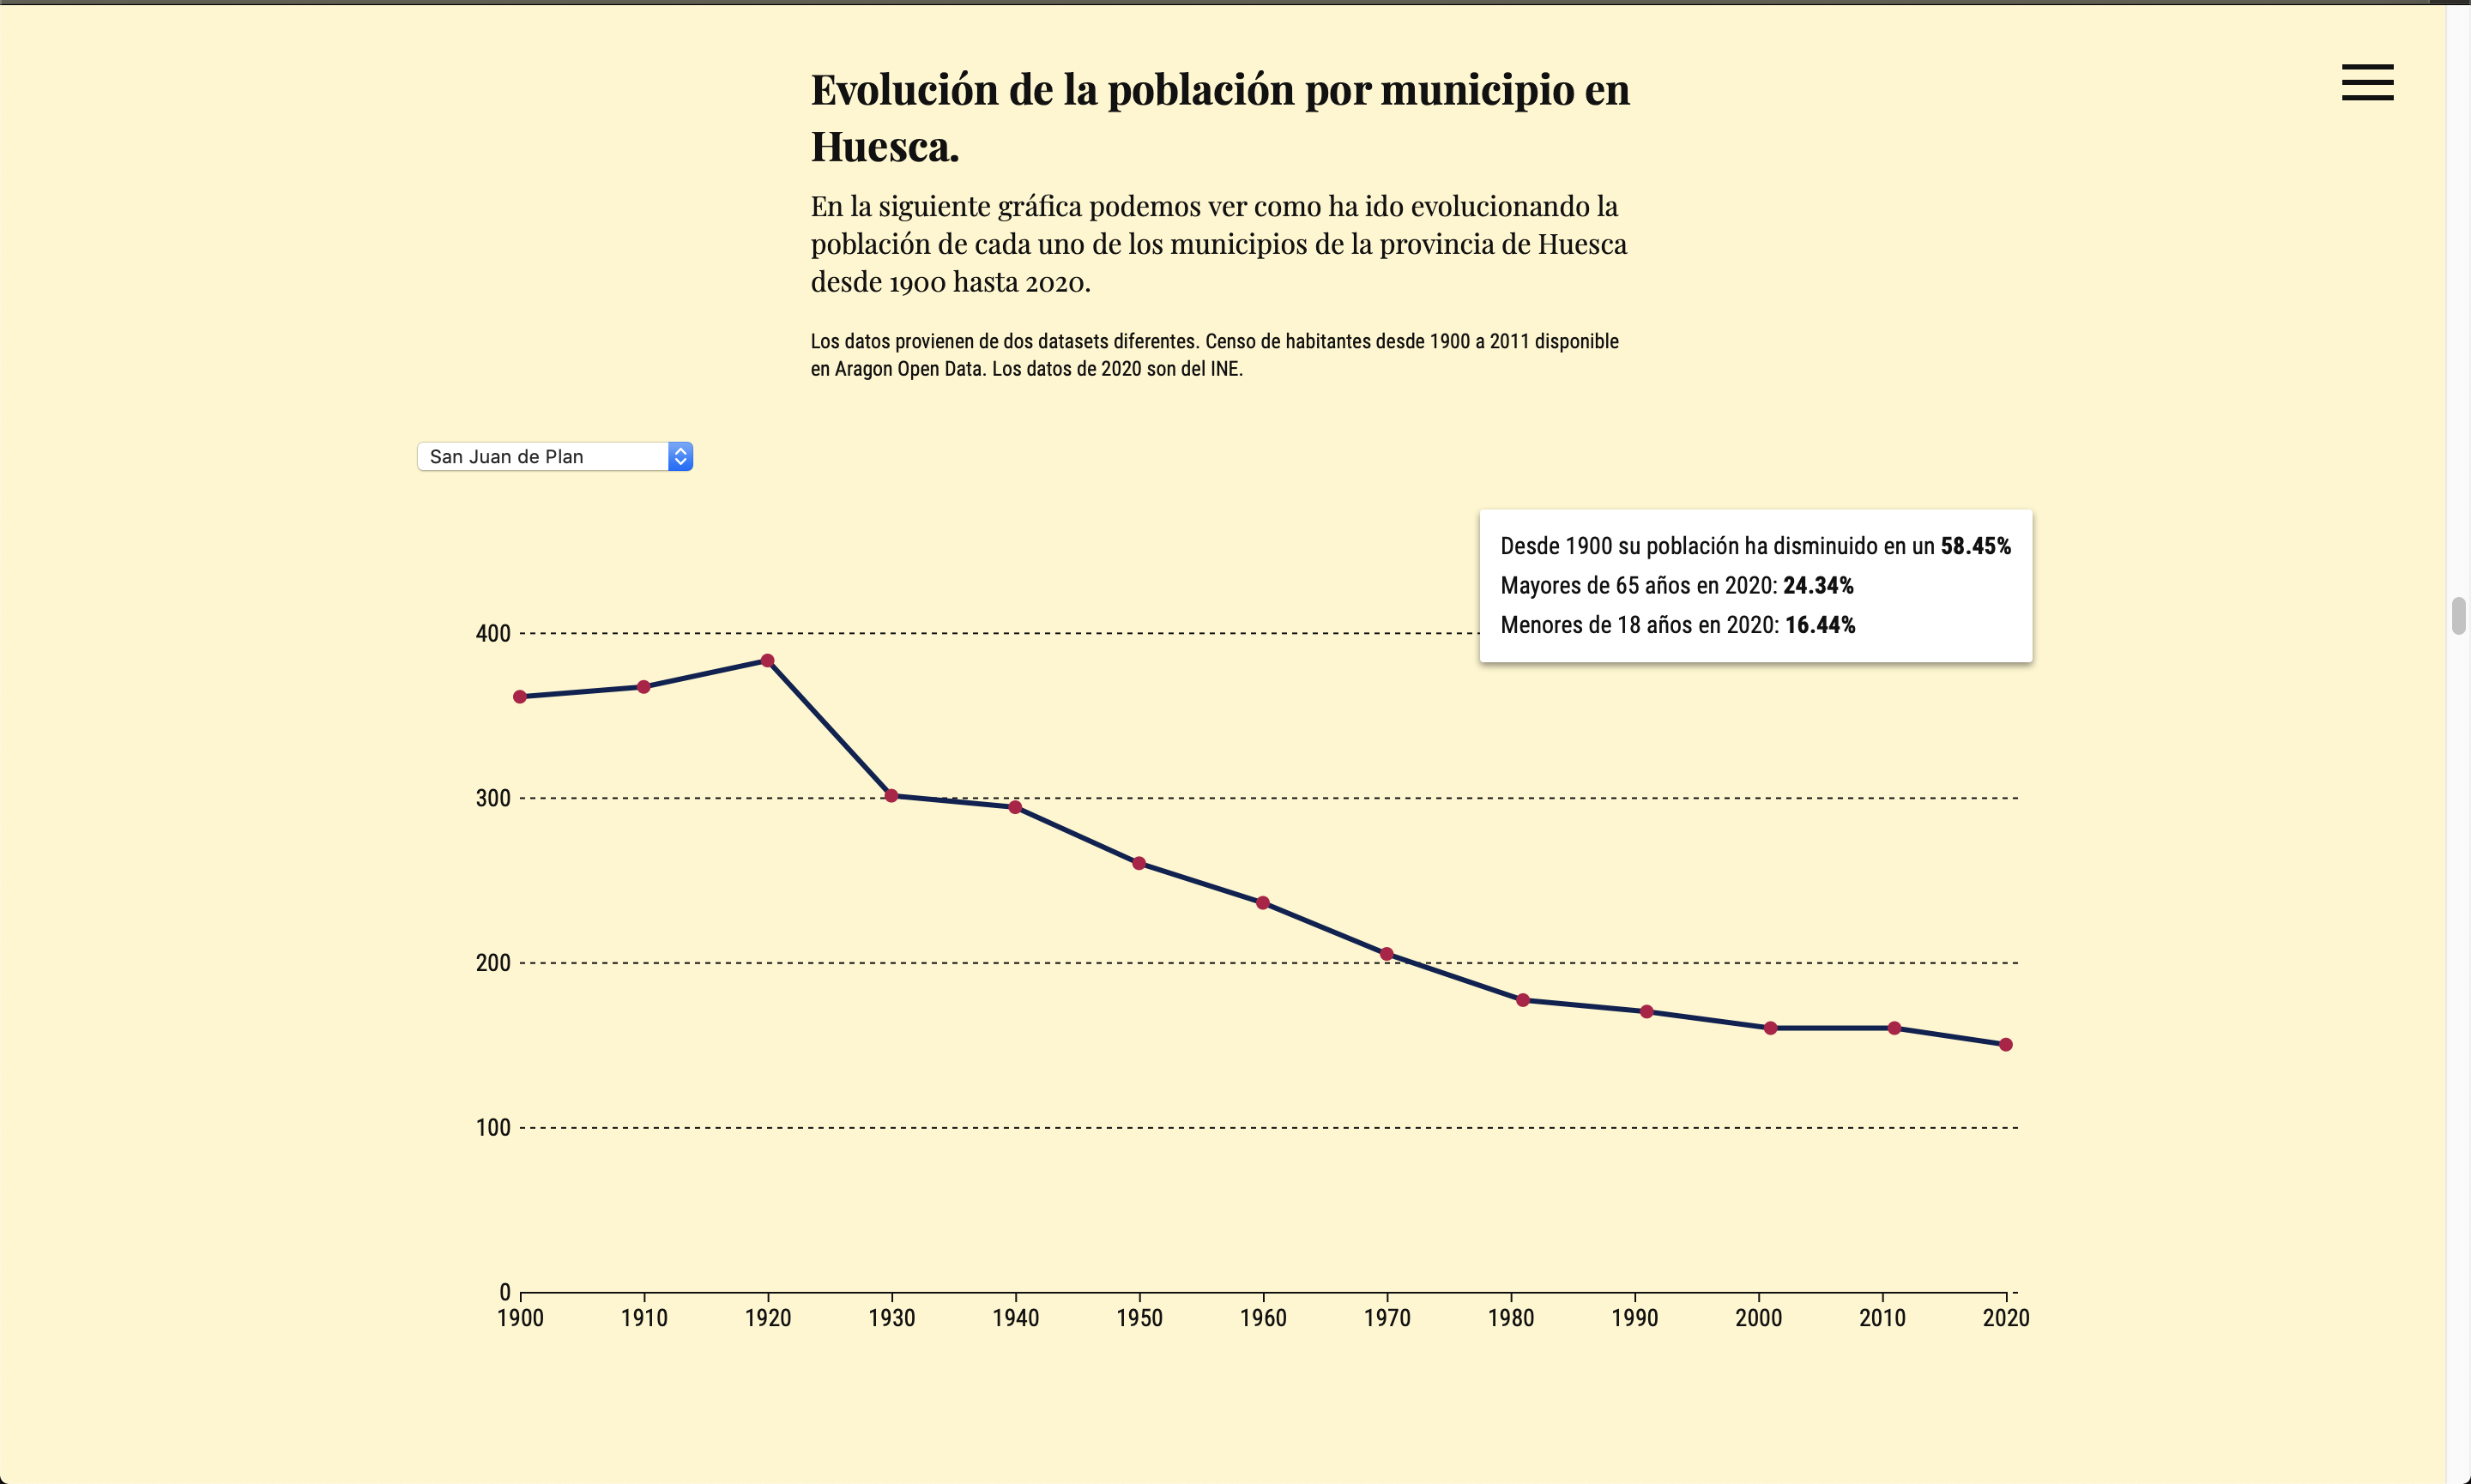 Evolución de la población por municipio en
Huesca.
En la siguiente gráfica podemos ver como ha ido evolucionando la
población de cada uno de los municipios de la provincia de Huesca
desde 1900 hasta 2020.
Los datos provienen de dos datasets diferentes. Censo de habitantes desde 1900 a 2011 disponible
en Aragon Open Data. Los datos de 2020 son del INE.
San Juan de Plan
Desde 1900 su población ha disminuido en un 58.45%
Mayores de 65 años en 2020: 24.34%
Menores de 18 años en 2020: 16.44%
400
300
200
100
0
1900 1910 1920 1930 1940 1950 1960 1970 1980 1990 2000 2010 2020